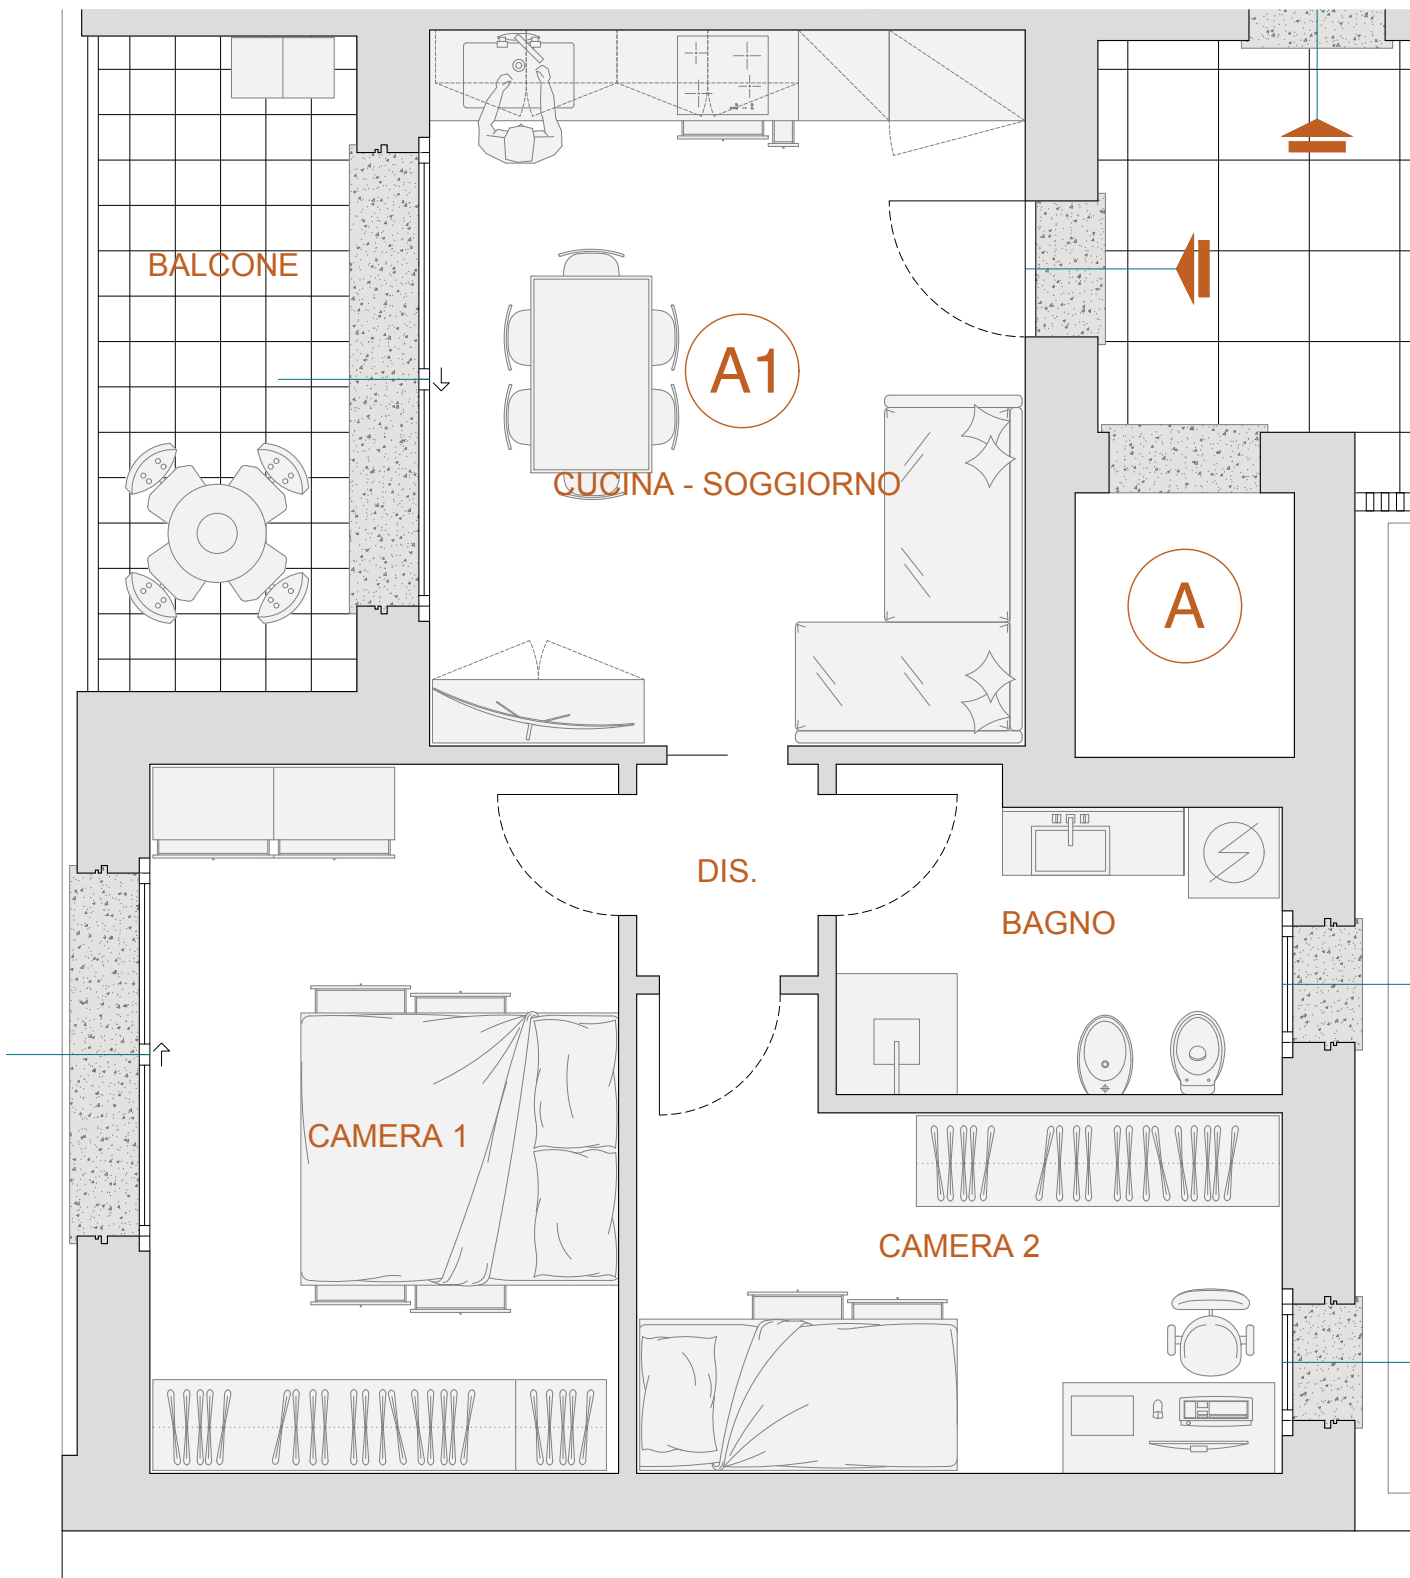 BALCONE
A1
CUCINA - SOGGIORNO
A
DIS.
BAGNO
CAMERA 1
CAMERA 2